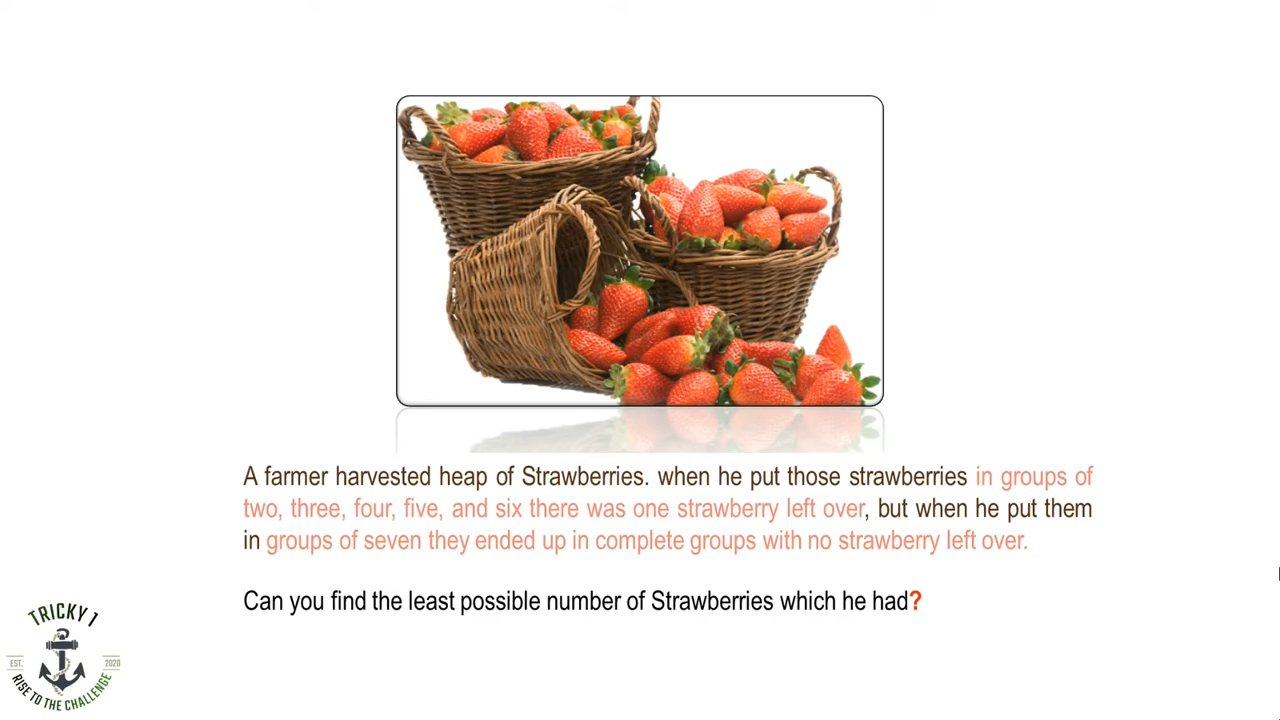 A farmer harvested heap of Strawberries. when he put those strawberries in groups of
two, three, four, five, and six there was one strawberry left over, but when he put them
in groups of seven they ended up in complete groups with no strawberry left over.
Can you find the least possible number of Strawberries which he had?
TRICKY 1
EST. 2020
RISE TO THE CHALLENGE